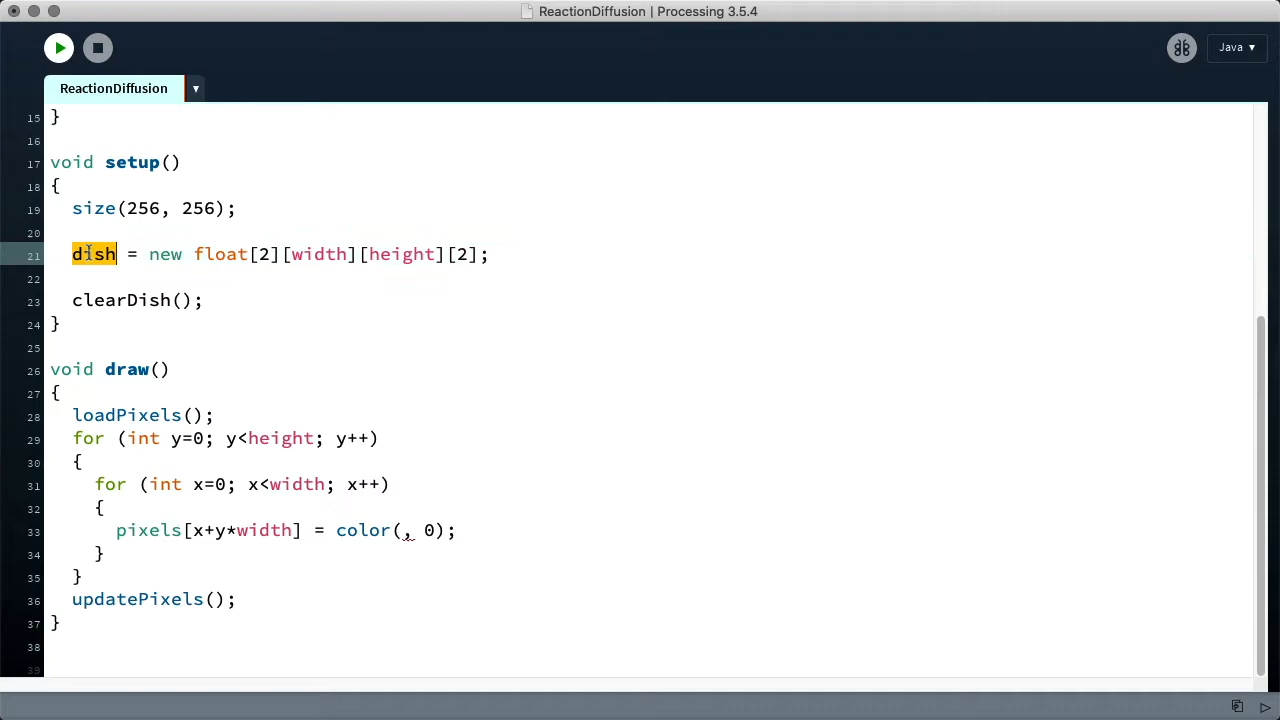 ReactionDiffusion | Processing 3.5.4
Java ▼
ReactionDiffusion ▼
15 }
16
17 void setup()
18 {
19 size(256, 256);
20
21 dish = new float[2][width][height][2];
22
23 clearDish();
24 }
25
26 void draw()
27 {
28 loadPixels();
29 for (int y=0; y<height; y++)
30 {
31 for (int x=0; x<width; x++)
32 {
33 pixels[x+y*width] = color(, 0);
34 }
35 }
36 updatePixels();
37 }
38
39